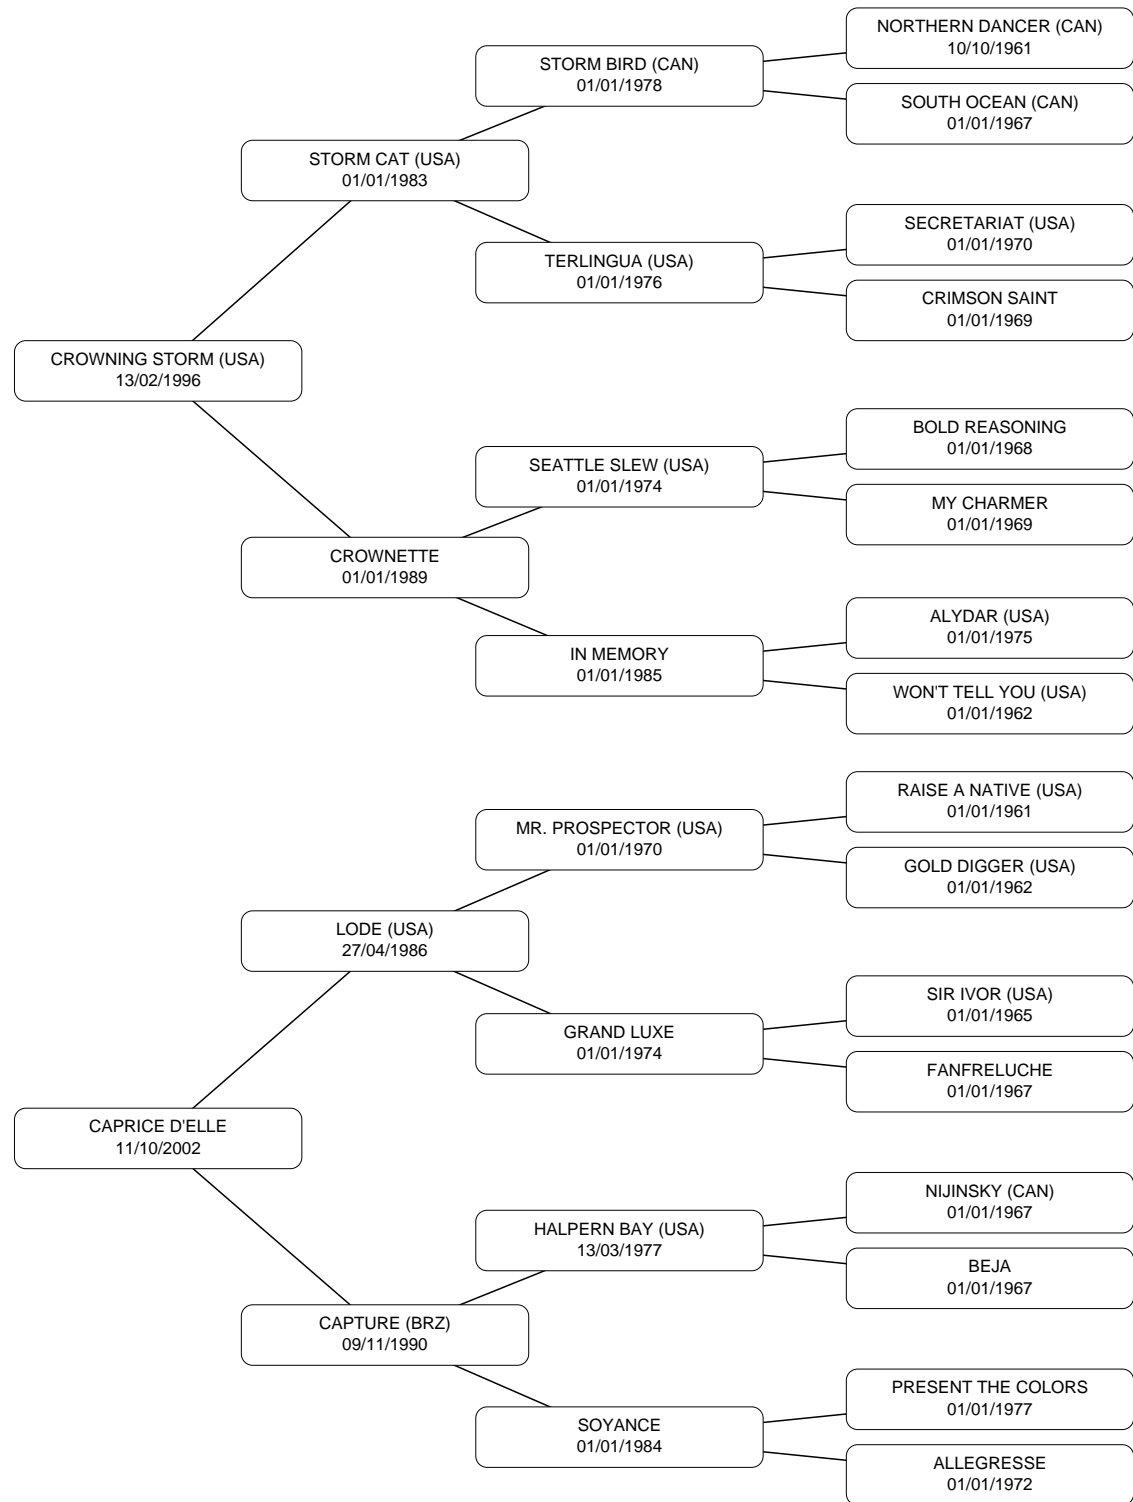 NORTHERN DANCER (CAN)
10/10/1961
STORM BIRD (CAN)
01/01/1978
SOUTH OCEAN (CAN)
01/01/1967
STORM CAT (USA)
01/01/1983
SECRETARIAT (USA)
01/01/1970
TERLINGUA (USA)
01/01/1976
CRIMSON SAINT
01/01/1969
CROWNING STORM (USA)
13/02/1996
BOLD REASONING
01/01/1968
SEATTLE SLEW (USA)
01/01/1974
MY CHARMER
01/01/1969
CROWNETTE
01/01/1989
ALYDAR (USA)
01/01/1975
IN MEMORY
01/01/1985
WON'T TELL YOU (USA)
01/01/1962
RAISE A NATIVE (USA)
01/01/1961
MR. PROSPECTOR (USA)
01/01/1970
GOLD DIGGER (USA)
01/01/1962
LODE (USA)
27/04/1986
SIR IVOR (USA)
01/01/1965
GRAND LUXE
01/01/1974
FANFRELUCHE
01/01/1967
CAPRICE D'ELLE
11/10/2002
NIJINSKY (CAN)
01/01/1967
HALPERN BAY (USA)
13/03/1977
BEJA
01/01/1967
CAPTURE (BRZ)
09/11/1990
PRESENT THE COLORS
01/01/1977
SOYANCE
01/01/1984
ALLEGRESSE
01/01/1972